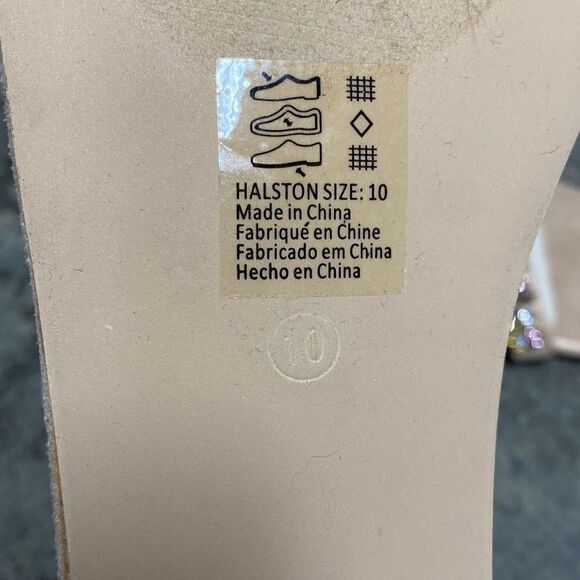 HALSTON SIZE: 10
Made in China
Fabriqué en Chine
Fabricado em China
Hecho en China
10